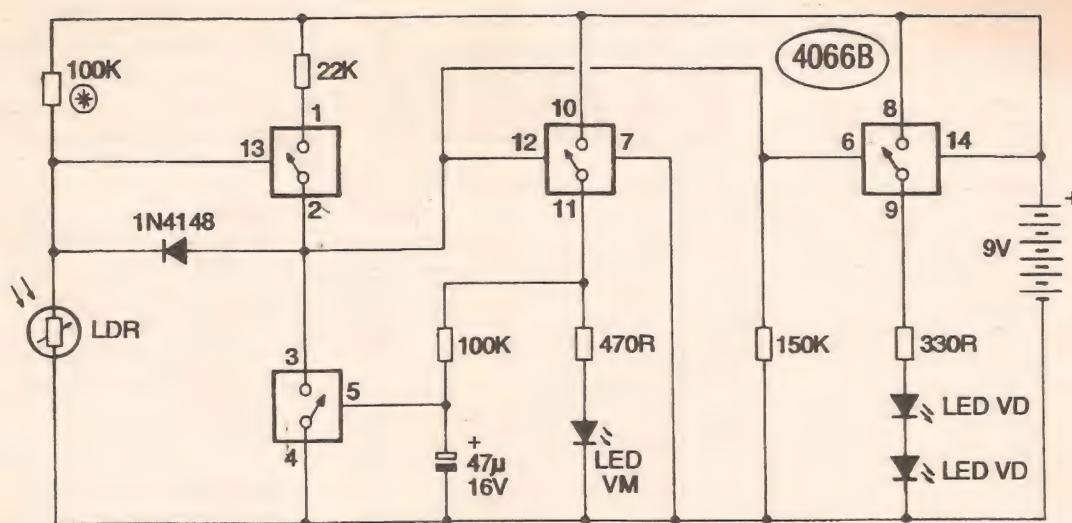 4066B
100K
*
22K
1
13
2
1N4148
LDR
3
5
4
100K
+
47µ
16V
10
12
7
11
470R
LED
VM
150K
8
6
14
9
330R
LED VD
LED VD
+
9V